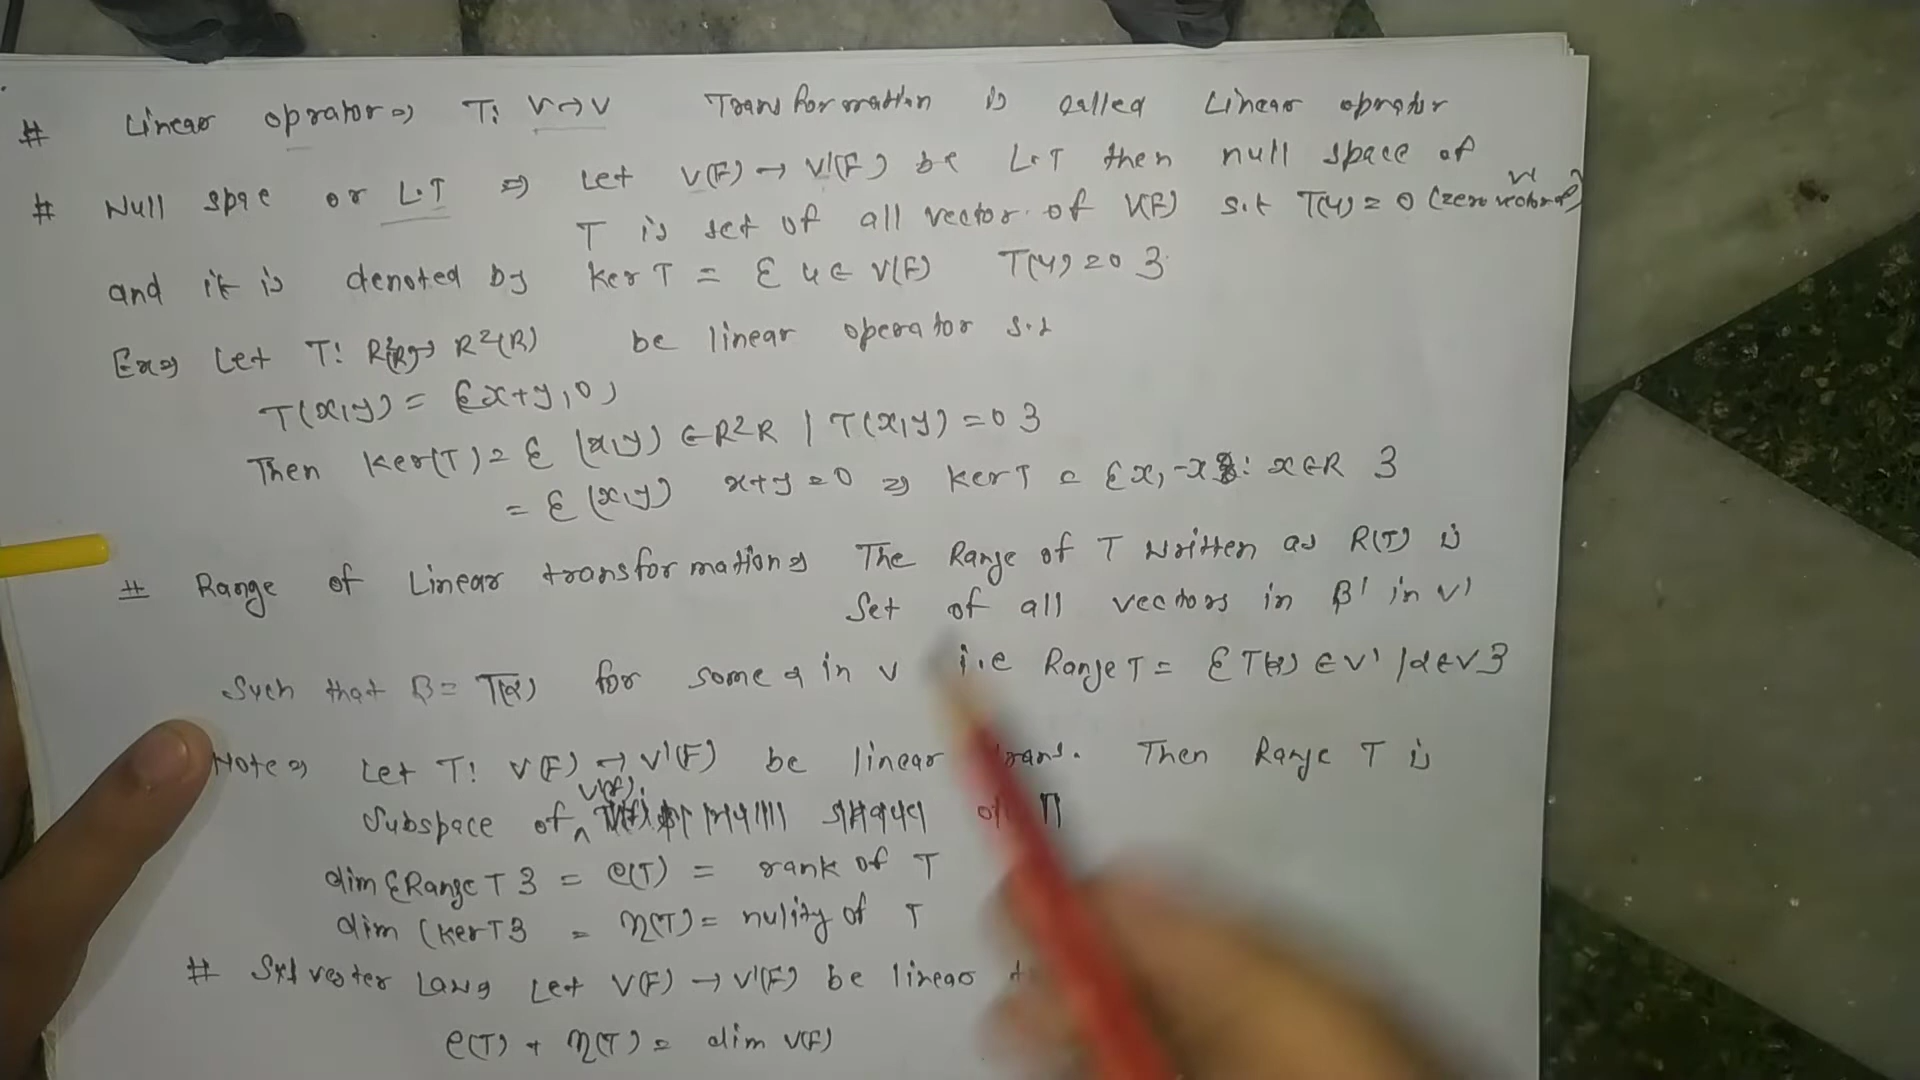 # Linear oprator ⇒ T: V→V Transformation is called Linear oprator
# Null spac or L.T ⇒ Let V(F) → V'(F) be L.T then null space of
T is set of all vector of V(F) s.t T(u) = 0 (zero vector of V')
and it is denoted by Ker T = { u ∈ V(F) T(u) = 0 }
Ex ⇒ Let T: R²(R) → R²(R) be linear operator s.t
T(x,y) = (x+y, 0)
Then Ker(T) = { (x,y) ∈ R²R | T(x,y) = 0 }
= { (x,y) x+y = 0 ⇒ Ker T = { x, -x : x∈R }
# Range of Linear transformation ⇒ The Range of T written as R(T) is
Set of all vectors in β' in V'
Such that β = T(α) for some α in V i.e Range T = { T(α) ∈ V' / α ∈ V }
Note ⇒ Let T: V(F) → V'(F) be linear trans. Then Range T is
Subspace of V'(F)
dim { Range T } = ρ(T) = rank of T
dim ( Ker T } = η(T) = nulity of T
# Sylvester Law ⇒ Let V(F) → V'(F) be linear
ρ(T) + η(T) = dim V(F)